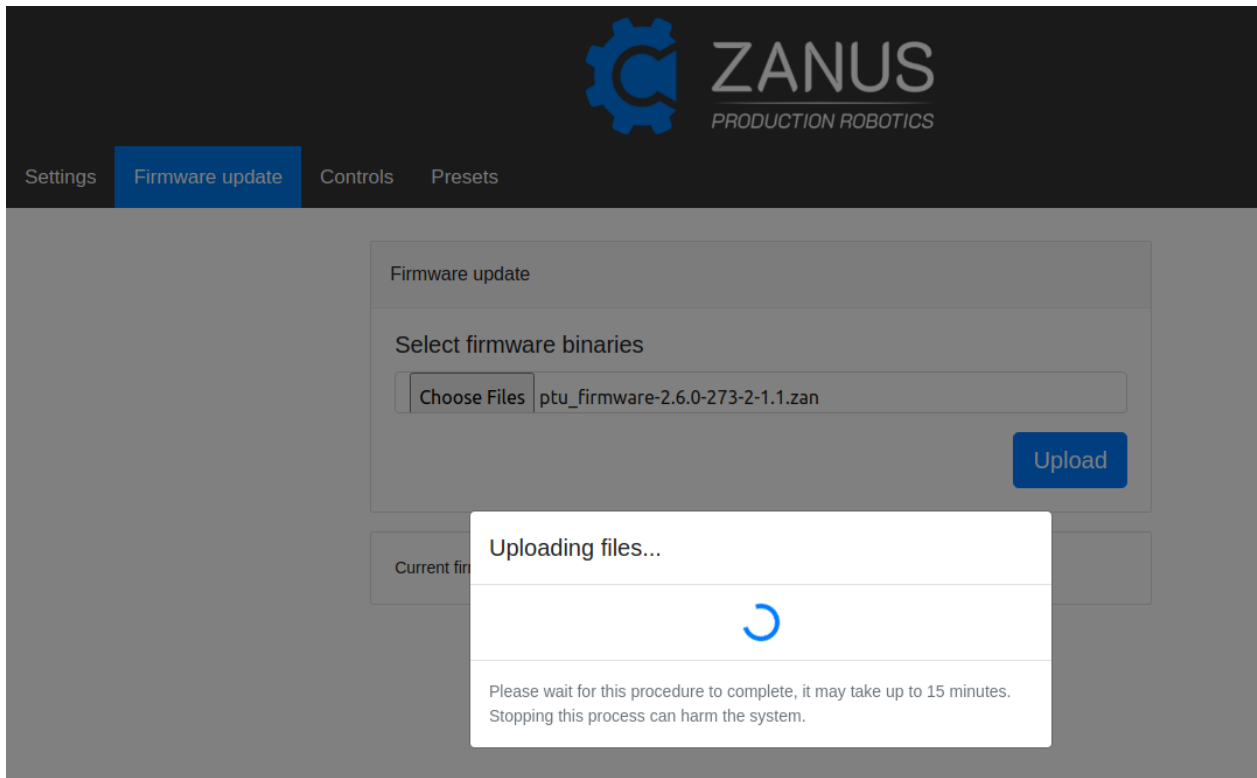 ZANUS
PRODUCTION ROBOTICS
Settings Firmware update Controls Presets
Firmware update
Select firmware binaries
Choose Files ptu_firmware-2.6.0-273-2-1.1.zan
Upload
Uploading files...
Current
Please wait for this procedure to complete, it may take up to 15 minutes.
Stopping this process can harm the system.